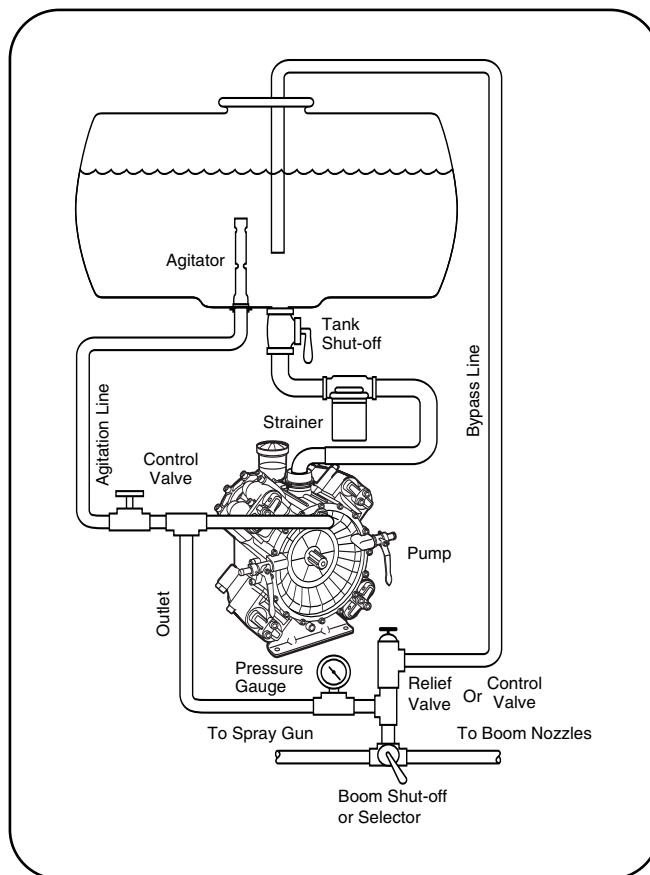 Agitator
Tank
Shut-off
Bypass Line
Strainer
Agitation Line
Control
Valve
Pump
Outlet
Pressure
Gauge
Relief
Valve
Or
Control
Valve
To Spray Gun
To Boom Nozzles
Boom Shut-off
or Selector